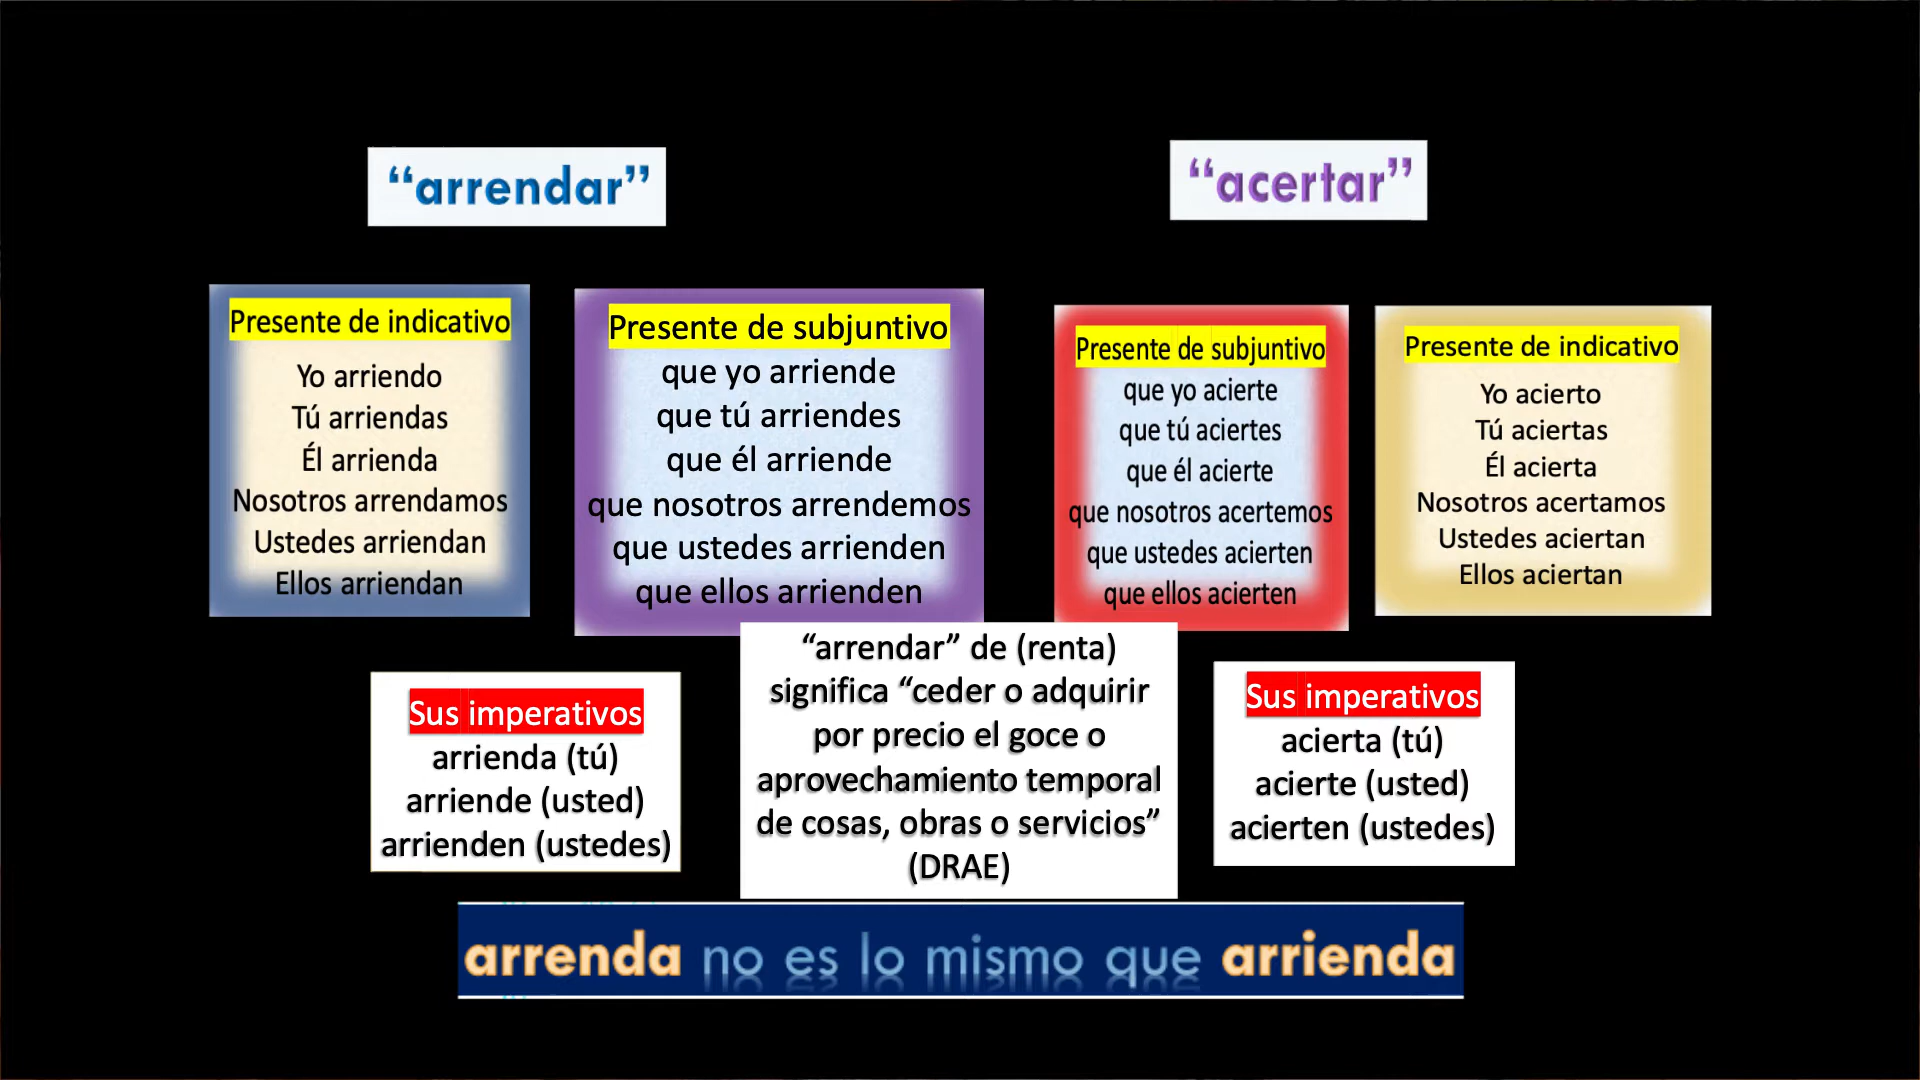 “arrendar”
“acertar”
Presente de indicativo
Yo arriendo
Tú arriendas
Él arrienda
Nosotros arrendamos
Ustedes arriendan
Ellos arriendan
Presente de subjuntivo
que yo arriende
que tú arriendes
que él arriende
que nosotros arrendemos
que ustedes arrienden
que ellos arrienden
Presente de subjuntivo
que yo acierte
que tú aciertes
que él acierte
que nosotros acertemos
que ustedes acierten
que ellos acierten
Presente de indicativo
Yo acierto
Tú aciertas
Él acierta
Nosotros acertamos
Ustedes aciertan
Ellos aciertan
Sus imperativos
arrienda (tú)
arriende (usted)
arrienden (ustedes)
“arrendar” de (renta)
significa “ceder o adquirir
por precio el goce o
aprovechamiento temporal
de cosas, obras o servicios”
(DRAE)
Sus imperativos
acierta (tú)
acierte (usted)
acierten (ustedes)
arrenda no es lo mismo que arrienda